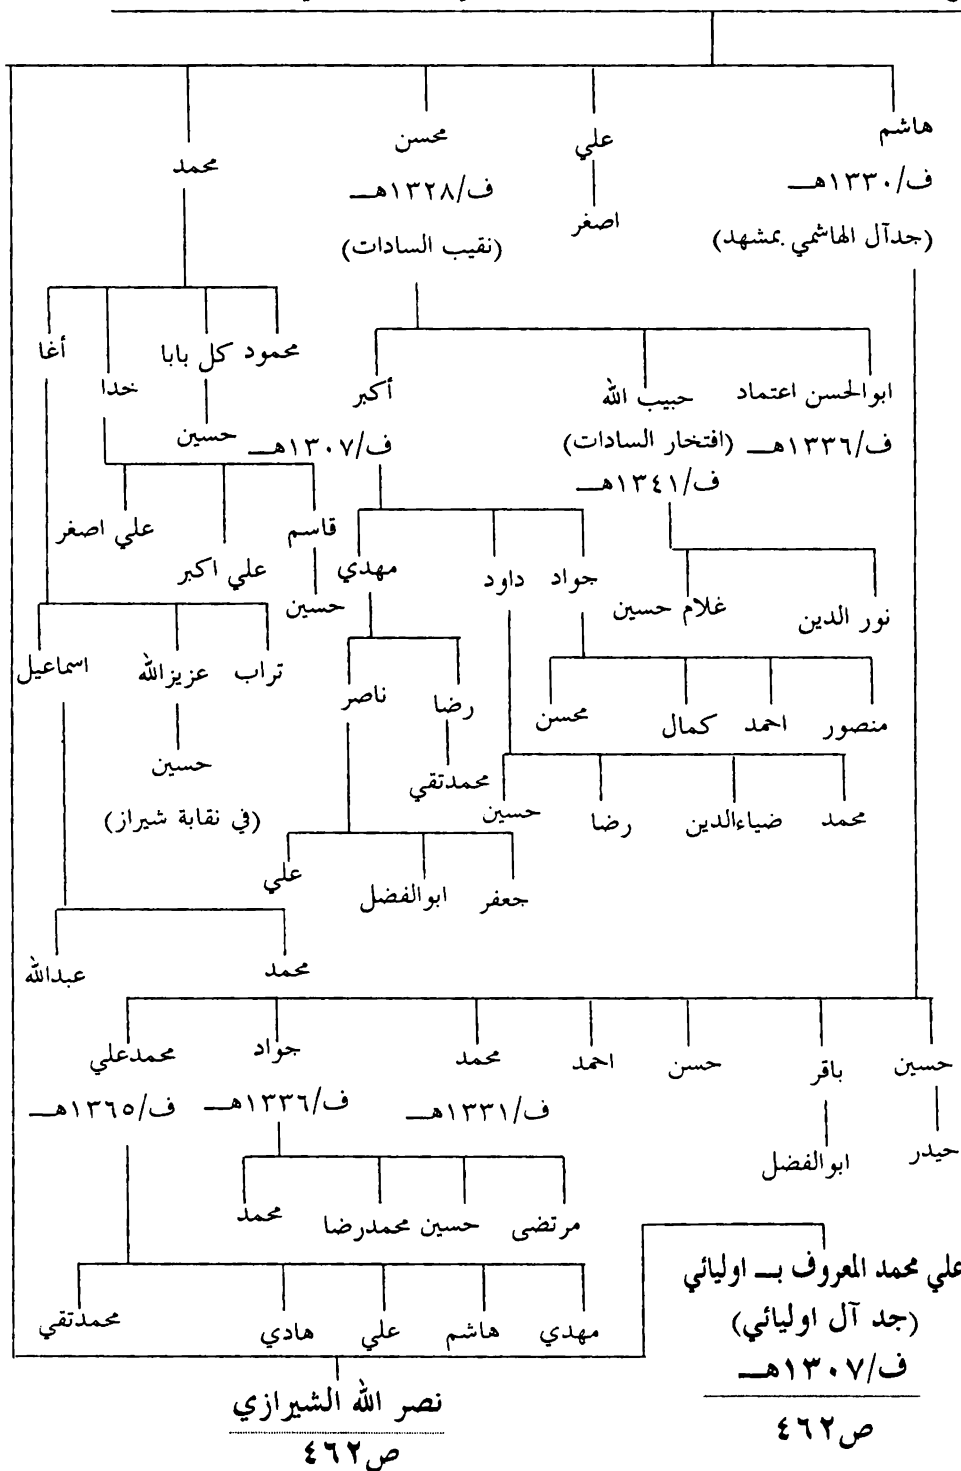 هاشم
علي
محسن
محمد
ف/١٣٣٠هـ
ف/١٣٢٨هـ
اصغر
(جدآل الهاشمي بمشهد)
(نقيب السادات)
محمود كل بابا
أغا
خدا
ابوالحسن اعتماد
حبيب الله
أكبر
حسين
ف/١٣٣٦هـ
(افتخار السادات)
ف/١٣٠٧هـ
ف/١٣٤١هـ
قاسم
علي اصغر
علي اكبر
حسين
جواد
داود
مهدي
نور الدين
غلام حسين
تراب
عزيزالله
اسماعيل
رضا
ناصر
منصور
احمد
كمال
محسن
حسين
محمدتقي
(في نقابة شيراز)
محمد
ضياءالدين
رضا
حسين
علي
جعفر
ابوالفضل
محمد
عبدالله
حسين
باقر
حسن
احمد
محمد
جواد
محمدعلي
ف/١٣٣١هـ
ف/١٣٣٦هـ
ف/١٣٦٥هـ
حيدر
ابوالفضل
مرتضى
حسين
محمدرضا
محمد
علي محمد المعروف بـ اوليائي
(جد آل اوليائي)
ف/١٣٠٧هـ
ص٤٦٢
مهدي
هاشم
علي
هادي
محمدتقي
نصر الله الشيرازي
ص٤٦٢